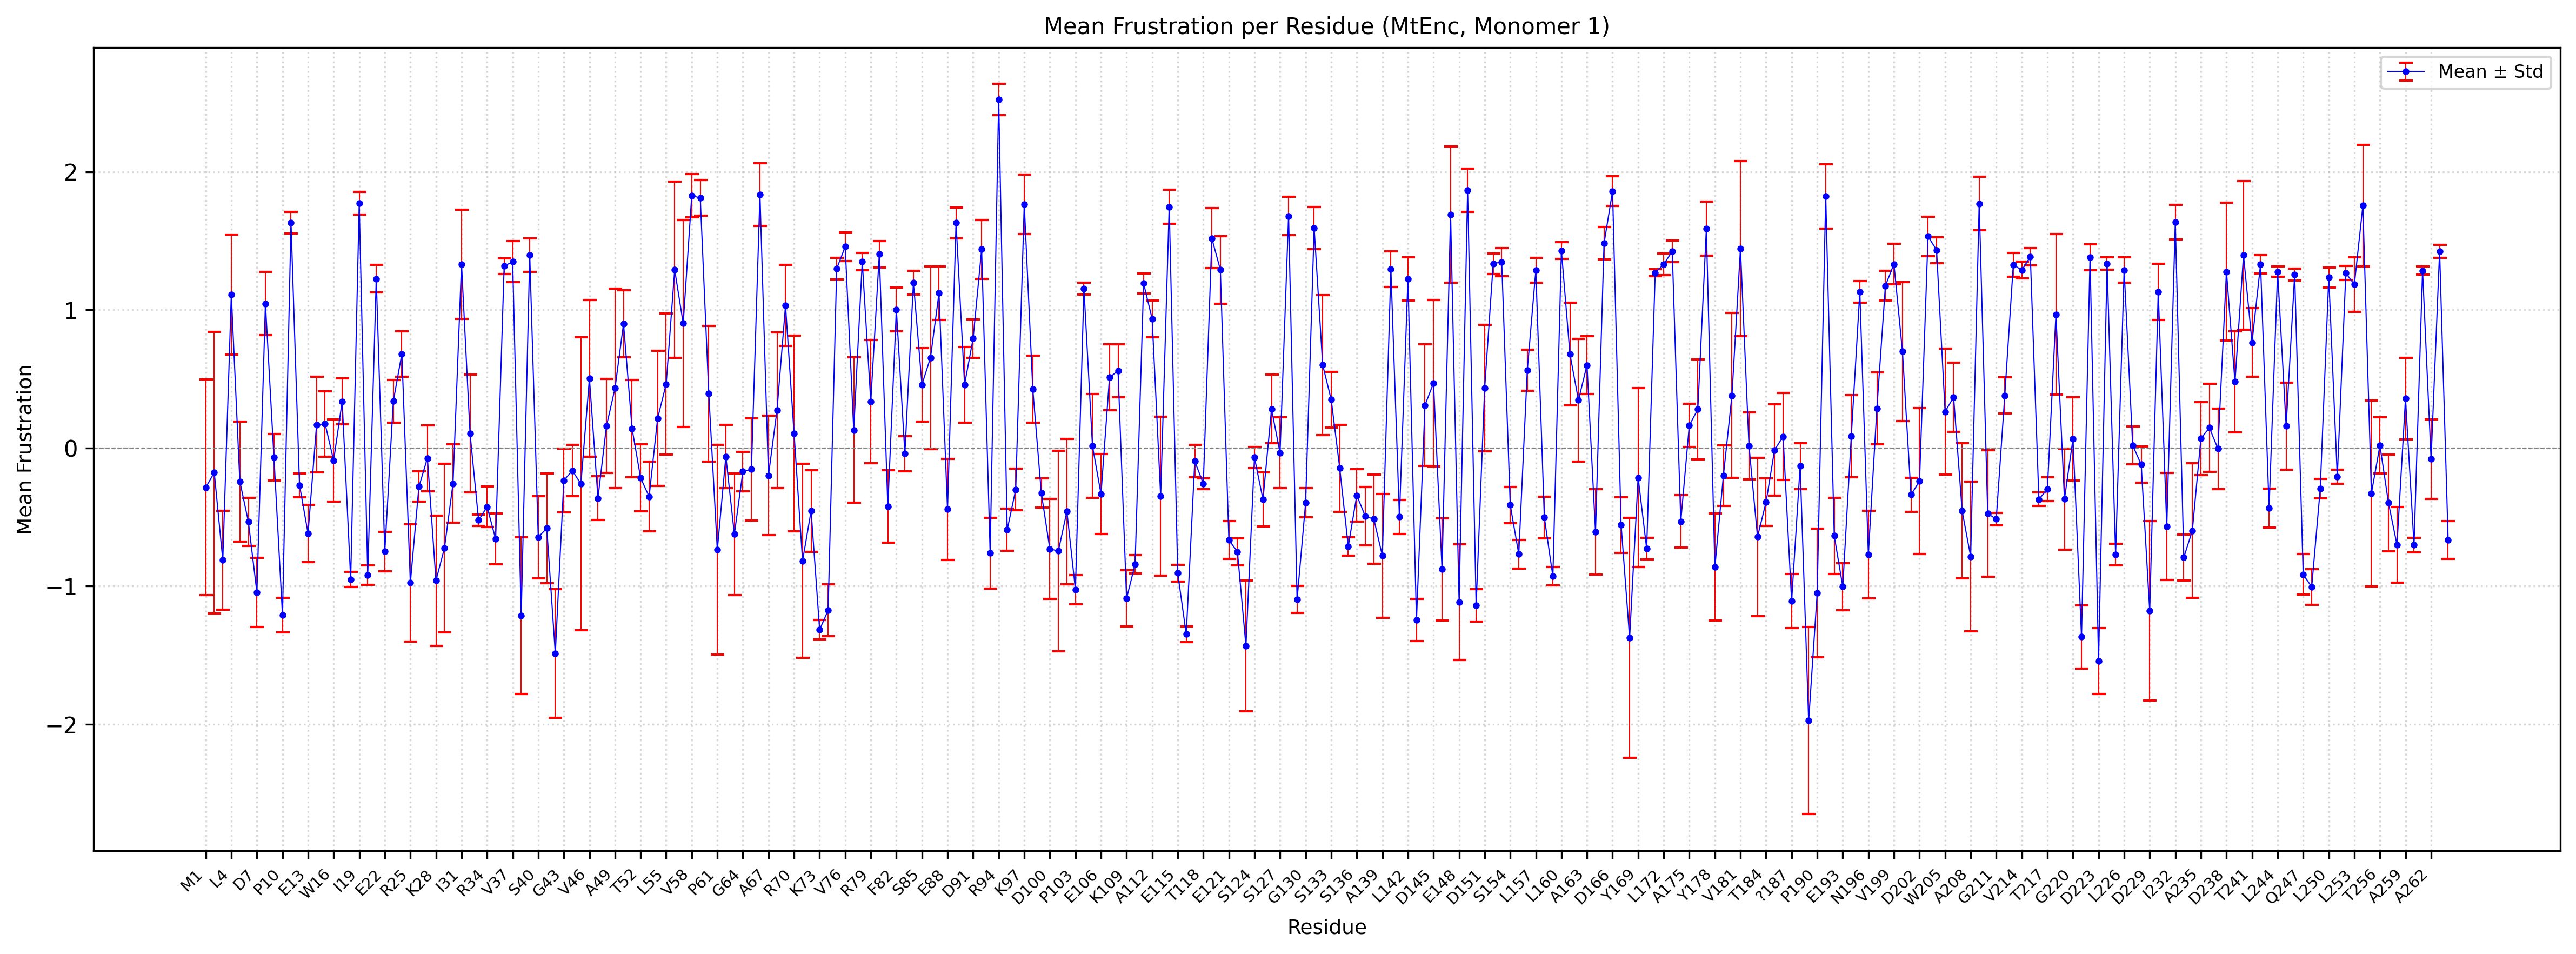 Mean Frustration per Residue (MtEnc, Monomer 1)
Mean ± Std
Mean Frustration
2
1
0
−1
−2
M1 L4 D7 P10 E13 W16 I19 E22 R25 K28 I31 R34 V37 S40 G43 V46 A49 T52 L55 V58 P61 G64 A67 R70 K73 V76 R79 F82 S85 E88 D91 R94 K97 D100 P103 E106 K109 A112 E115 T118 E121 S124 S127 G130 S133 S136 A139 L142 D145 E148 D151 S154 L157 L160 A163 D166 Y169 L172 A175 Y178 V181 T184 ?187 P190 E193 N196 V199 D202 W205 A208 G211 V214 T217 G220 D223 L226 D229 I232 A235 D238 T241 L244 Q247 L250 L253 T256 A259 A262
Residue